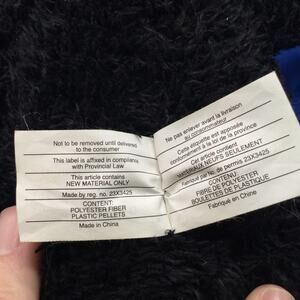 Not to be removed until delivered
to the consumer
This label is affixed in compliance
with Provincial Law
This article contains
NEW MATERIAL ONLY
Made by reg. no. 23X3425
CONTENT:
POLYESTER FIBER
PLASTIC PELLETS
Made in China
Ne pas enlever avant la livraison
au consommateur
Cette étiquette est apposée
conformément à la loi de la province
Cet article contient
MATÉRIAUX NEUFS SEULEMENT
Fabriqué par No de permis 23X3425
CONTENU:
FIBRE DE POLYESTER
BOULETTES DE PLASTIQUE
Fabriqué en Chine